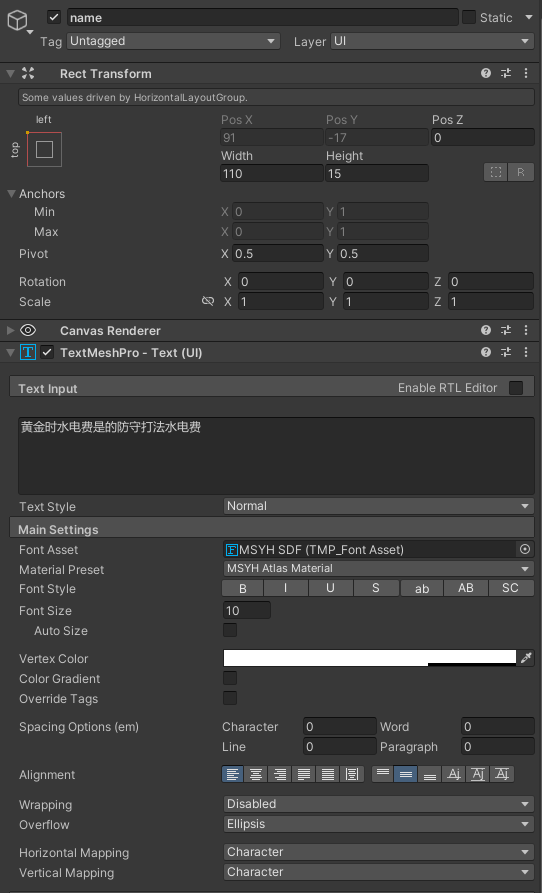 name
Static
Tag Untagged Layer UI
Rect Transform
Some values driven by HorizontalLayoutGroup.
left
top
Pos X Pos Y Pos Z
91 -17 0
Width Height
110 15
R
Anchors
Min X 0 Y 1
Max X 0 Y 1
Pivot X 0.5 Y 0.5
Rotation X 0 Y 0 Z 0
Scale X 1 Y 1 Z 1
Canvas Renderer
TextMeshPro - Text (UI)
Text Input Enable RTL Editor
黄金时水电费是的防守打法水电费
Text Style Normal
Main Settings
Font Asset MSYH SDF (TMP_Font Asset)
Material Preset MSYH Atlas Material
Font Style B I U S ab AB SC
Font Size 10
Auto Size
Vertex Color
Color Gradient
Override Tags
Spacing Options (em) Character 0 Word 0
Line 0 Paragraph 0
Alignment
Wrapping Disabled
Overflow Ellipsis
Horizontal Mapping Character
Vertical Mapping Character